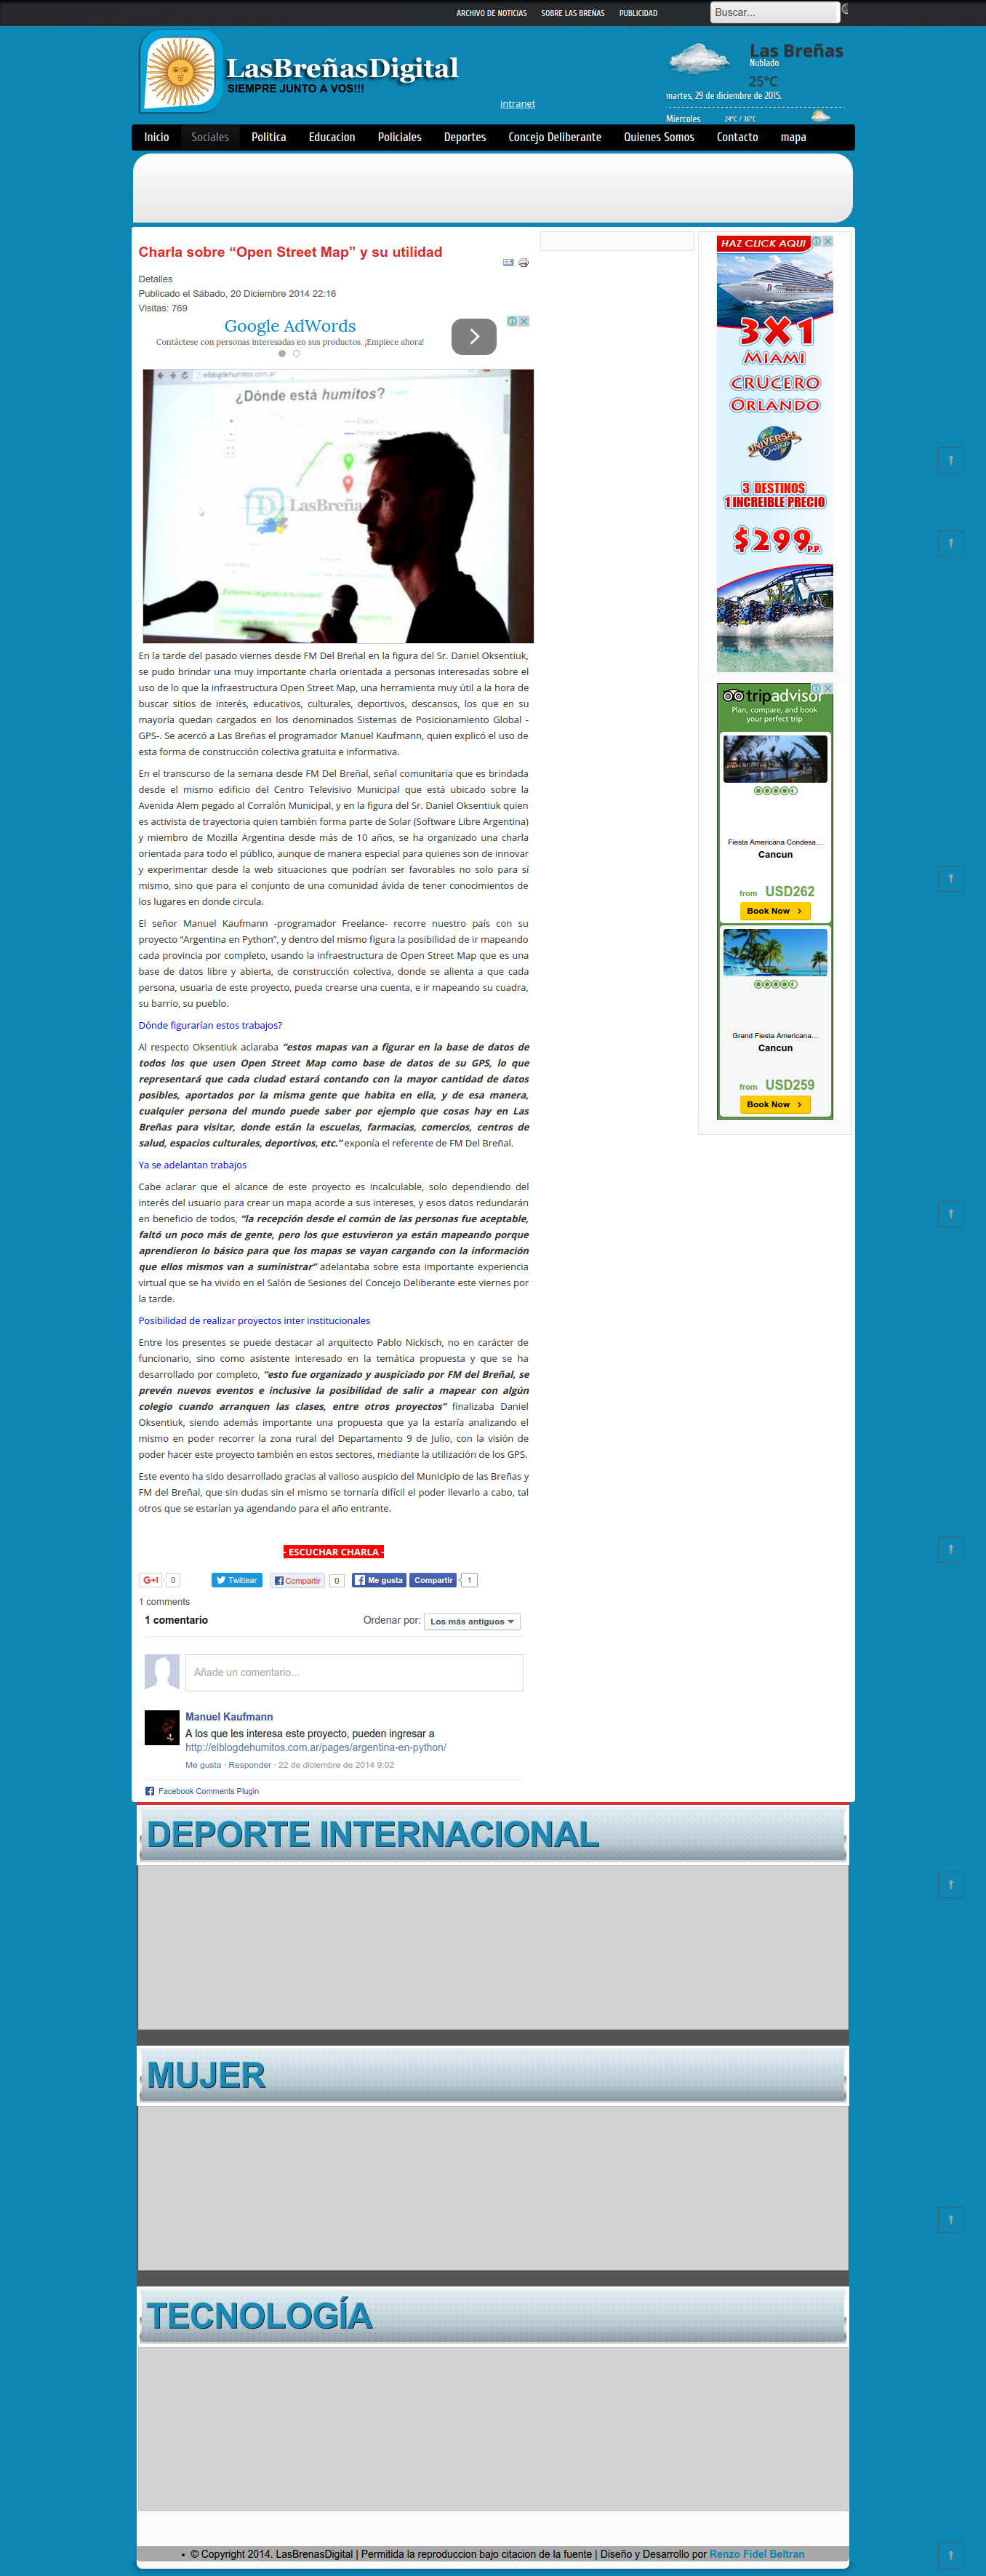 ARCHIVO DE NOTICIAS SOBRE LAS BREÑAS PUBLICIDAD Buscar...
LasBreñasDigital
SIEMPRE JUNTO A VOS!!!
intranet
Las Breñas
Nublado
25°C
martes, 29 de diciembre de 2015.
Miercoles 24°C / 36°C
Inicio Sociales Politica Educacion Policiales Deportes Concejo Deliberante Quienes Somos Contacto mapa
Charla sobre “Open Street Map” y su utilidad
Detalles
Publicado el Sábado, 20 Diciembre 2014 22:16
Visitas: 769
Google AdWords
Contáctese con personas interesadas en sus productos. ¡Empiece ahora!
elblogdehumitos.com.ar
¿Dónde está humitos?
LasBreñas
En la tarde del pasado viernes desde FM Del Breñal en la figura del Sr. Daniel Oksentiuk,
se pudo brindar una muy importante charla orientada a personas interesadas sobre el
uso de lo que la infraestructura Open Street Map, una herramienta muy útil a la hora de
buscar sitios de interés, educativos, culturales, deportivos, descansos, los que en su
mayoría quedan cargados en los denominados Sistemas de Posicionamiento Global -
GPS-. Se acercó a Las Breñas el programador Manuel Kaufmann, quien explicó el uso de
esta forma de construcción colectiva gratuita e informativa.
En el transcurso de la semana desde FM Del Breñal, señal comunitaria que es brindada
desde el mismo edificio del Centro Televisivo Municipal que está ubicado sobre la
Avenida Alem pegado al Corralón Municipal, y en la figura del Sr. Daniel Oksentiuk quien
es activista de trayectoria quien también forma parte de Solar (Software Libre Argentina)
y miembro de Mozilla Argentina desde más de 10 años, se ha organizado una charla
orientada para todo el público, aunque de manera especial para quienes son de innovar
y experimentar desde la web situaciones que podrían ser favorables no solo para sí
mismo, sino que para el conjunto de una comunidad ávida de tener conocimientos de
los lugares en donde circula.
El señor Manuel Kaufmann -programador Freelance- recorre nuestro país con su
proyecto “Argentina en Python”, y dentro del mismo figura la posibilidad de ir mapeando
cada provincia por completo, usando la infraestructura de Open Street Map que es una
base de datos libre y abierta, de construcción colectiva, donde se alienta a que cada
persona, usuaria de este proyecto, pueda crearse una cuenta, e ir mapeando su cuadra,
su barrio, su pueblo.
Dónde figurarían estos trabajos?
Al respecto Oksentiuk aclaraba “estos mapas van a figurar en la base de datos de
todos los que usen Open Street Map como base de datos de su GPS, lo que
representará que cada ciudad estará contando con la mayor cantidad de datos
posibles, aportados por la misma gente que habita en ella, y de esa manera,
cualquier persona del mundo puede saber por ejemplo que cosas hay en Las
Breñas para visitar, donde están la escuelas, farmacias, comercios, centros de
salud, espacios culturales, deportivos, etc.” exponía el referente de FM Del Breñal.
Ya se adelantan trabajos
Cabe aclarar que el alcance de este proyecto es incalculable, solo dependiendo del
interés del usuario para crear un mapa acorde a sus intereses, y esos datos redundarán
en beneficio de todos, “la recepción desde el común de las personas fue aceptable,
faltó un poco más de gente, pero los que estuvieron ya están mapeando porque
aprendieron lo básico para que los mapas se vayan cargando con la información
que ellos mismos van a suministrar” adelantaba sobre esta importante experiencia
virtual que se ha vivido en el Salón de Sesiones del Concejo Deliberante este viernes por
la tarde.
Posibilidad de realizar proyectos inter institucionales
Entre los presentes se puede destacar al arquitecto Pablo Nickisch, no en carácter de
funcionario, sino como asistente interesado en la temática propuesta y que se ha
desarrollado por completo, “esto fue organizado y auspiciado por FM del Breñal, se
prevén nuevos eventos e inclusive la posibilidad de salir a mapear con algún
colegio cuando arranquen las clases, entre otros proyectos” finalizaba Daniel
Oksentiuk, siendo además importante una propuesta que ya la estaría analizando el
mismo en poder recorrer la zona rural del Departamento 9 de Julio, con la visión de
poder hacer este proyecto también en estos sectores, mediante la utilización de los GPS.
Este evento ha sido desarrollado gracias al valioso auspicio del Municipio de las Breñas y
FM del Breñal, que sin dudas sin el mismo se tornaría difícil el poder llevarlo a cabo, tal
otros que se estarían ya agendando para el año entrante.
- ESCUCHAR CHARLA -
G+1 0 Twittear Compartir 0 Me gusta Compartir 1
1 comments
1 comentario Ordenar por: Los más antiguos
Añade un comentario...
Manuel Kaufmann
A los que les interesa este proyecto, pueden ingresar a
http://elblogdehumitos.com.ar/pages/argentina-en-python/
Me gusta · Responder · 22 de diciembre de 2014 9:02
Facebook Comments Plugin
HAZ CLICK AQUI
3X1
MIAMI
CRUCERO
ORLANDO
UNIVERSAL
Orlando
3 DESTINOS
1 INCREIBLE PRECIO
$299 P.P.
tripadvisor
Plan, compare, and book
your perfect trip
Fiesta Americana Condesa...
Cancun
from USD262
Book Now >
Grand Fiesta Americana...
Cancun
from USD259
Book Now >
DEPORTE INTERNACIONAL
MUJER
TECNOLOGÍA
• © Copyright 2014. LasBrenasDigital | Permitida la reproduccion bajo citacion de la fuente | Diseño y Desarrollo por Renzo Fidel Beltran